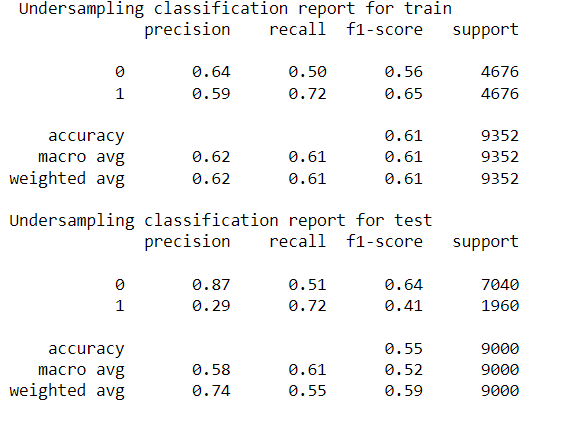 Undersampling classification report for train
precision recall f1-score support
0 0.64 0.50 0.56 4676
1 0.59 0.72 0.65 4676
accuracy 0.61 9352
macro avg 0.62 0.61 0.61 9352
weighted avg 0.62 0.61 0.61 9352
Undersampling classification report for test
precision recall f1-score support
0 0.87 0.51 0.64 7040
1 0.29 0.72 0.41 1960
accuracy 0.55 9000
macro avg 0.58 0.61 0.52 9000
weighted avg 0.74 0.55 0.59 9000